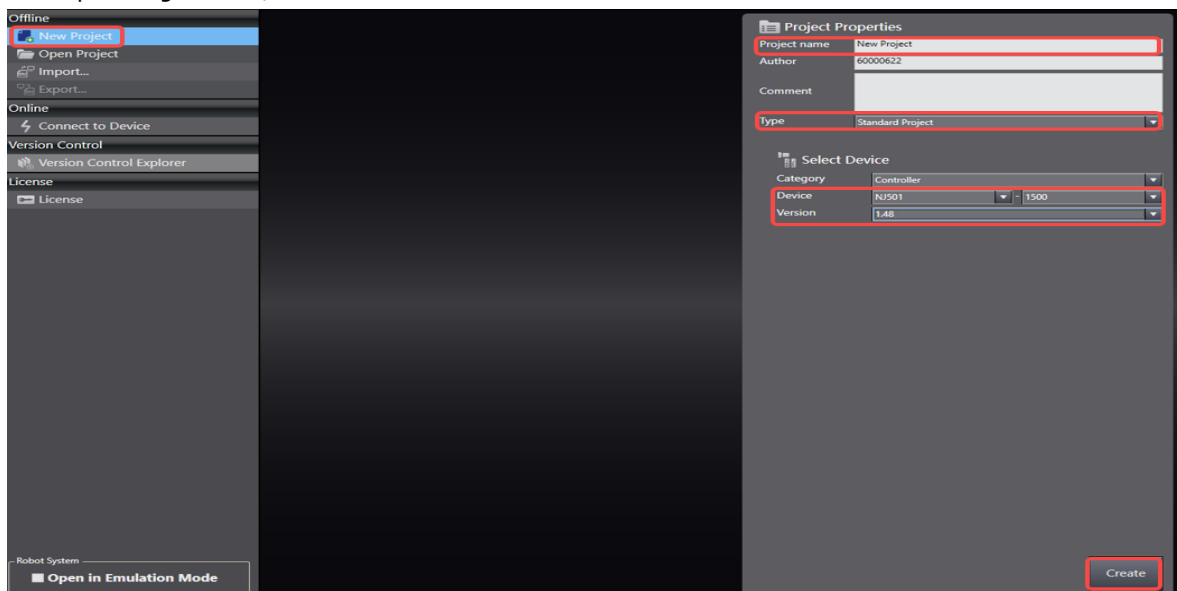 Offline
New Project
Open Project
Import...
Export...
Online
Connect to Device
Version Control
Version Control Explorer
License
License
Robot System
Open in Emulation Mode
Project Properties
Project name New Project
Author 60000622
Comment
Type Standard Project
Select Device
Category Controller
Device NJ501 - 1500
Version 1.48
Create